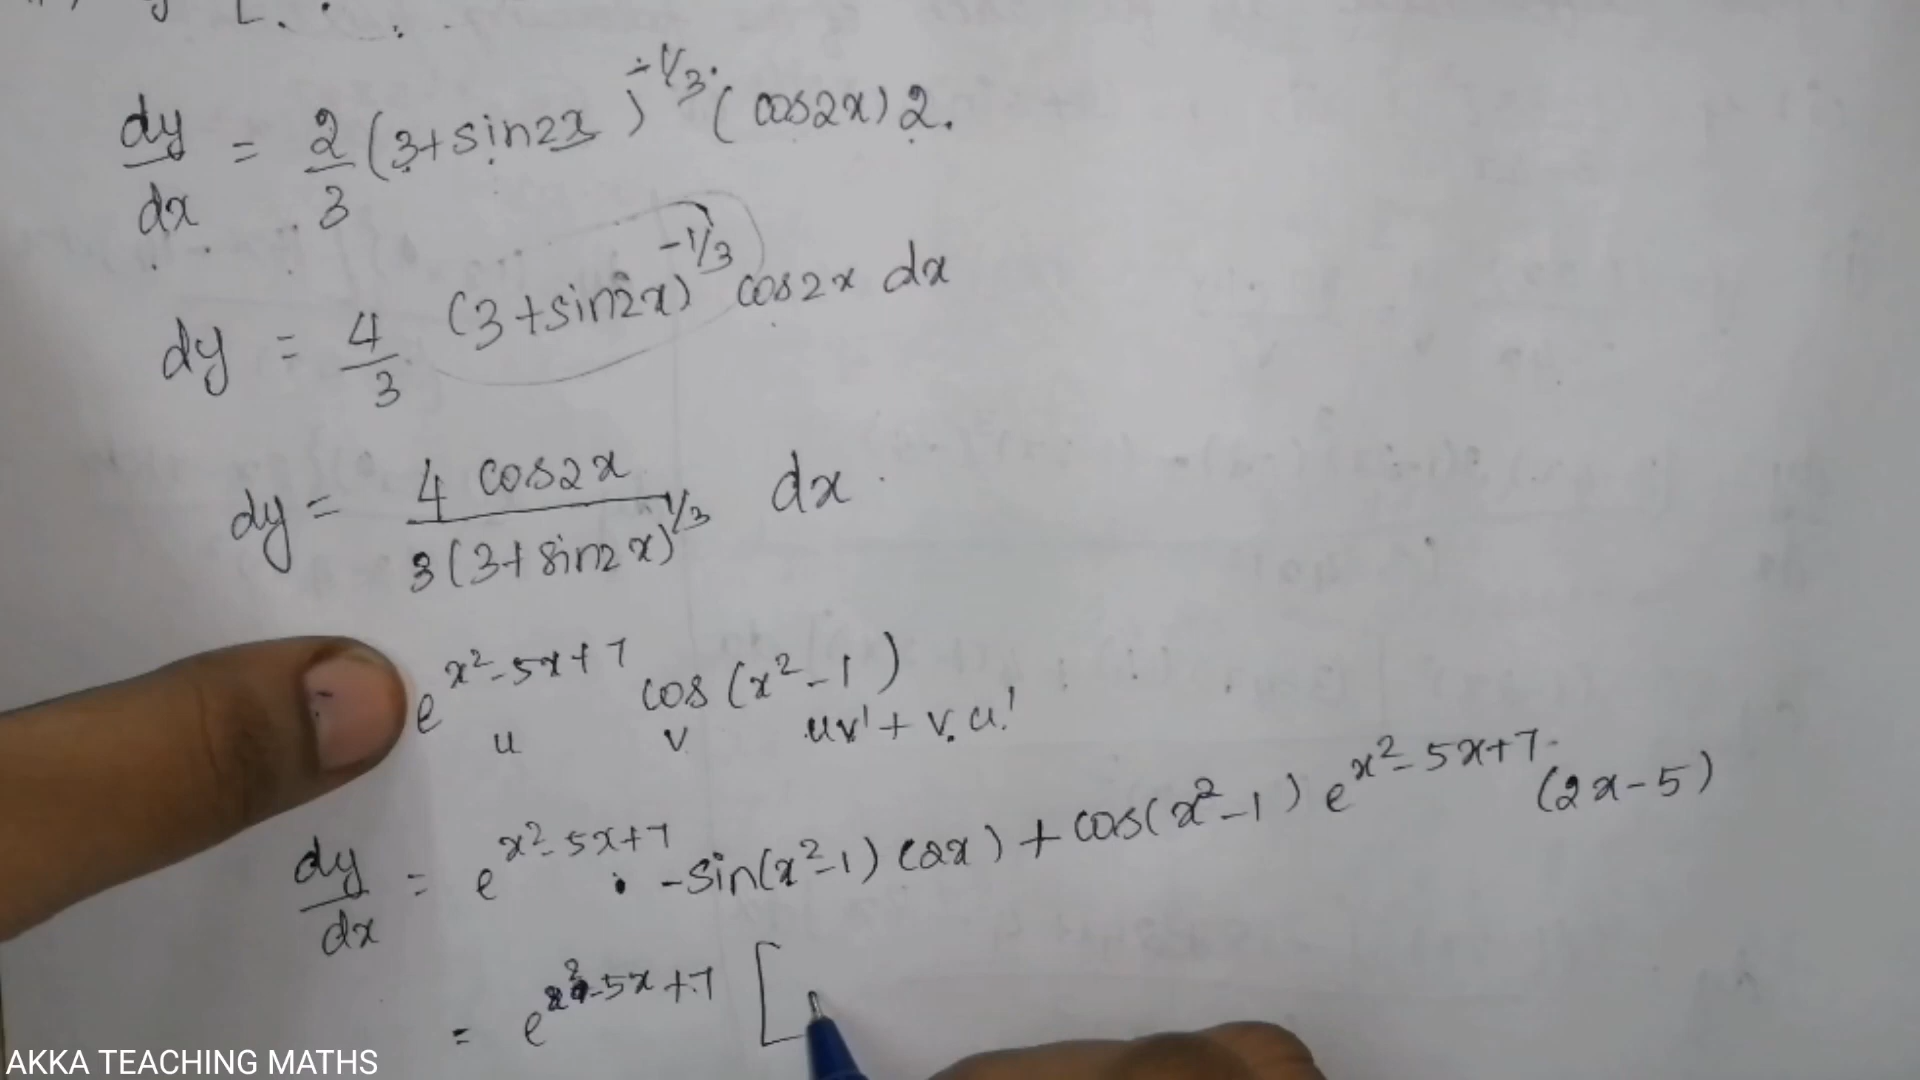 dy/dx = 2/3 (3+sin2x)^-1/3 (cos2x) 2.
dy = 4/3 (3+sin2x)^-1/3 cos2x dx
dy = 4 cos2x / 3(3+sin2x)^1/3 dx.
e^x²-5x+7 cos(x²-1)
u v uv' + v.u'
dy/dx = e^x²-5x+7 · -sin(x²-1) (2x) + cos(x²-1) e^x²-5x+7 (2x-5)
= e^x²-5x+7 [
AKKA TEACHING MATHS